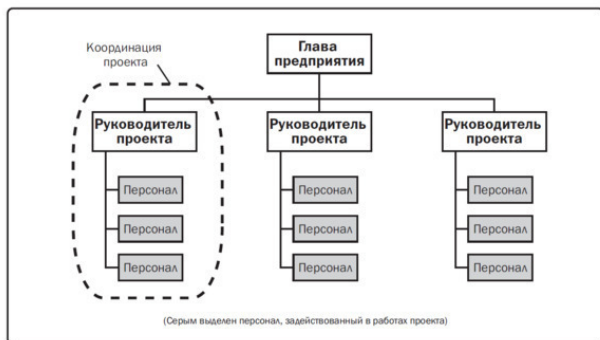 Координация
проекта
Глава
предприятия
Руководитель
проекта
Руководитель
проекта
Руководитель
проекта
Персонал
Персонал
Персонал
Персонал
Персонал
Персонал
Персонал
Персонал
Персонал
(Серым выделен персонал, задействованный в работах проекта)